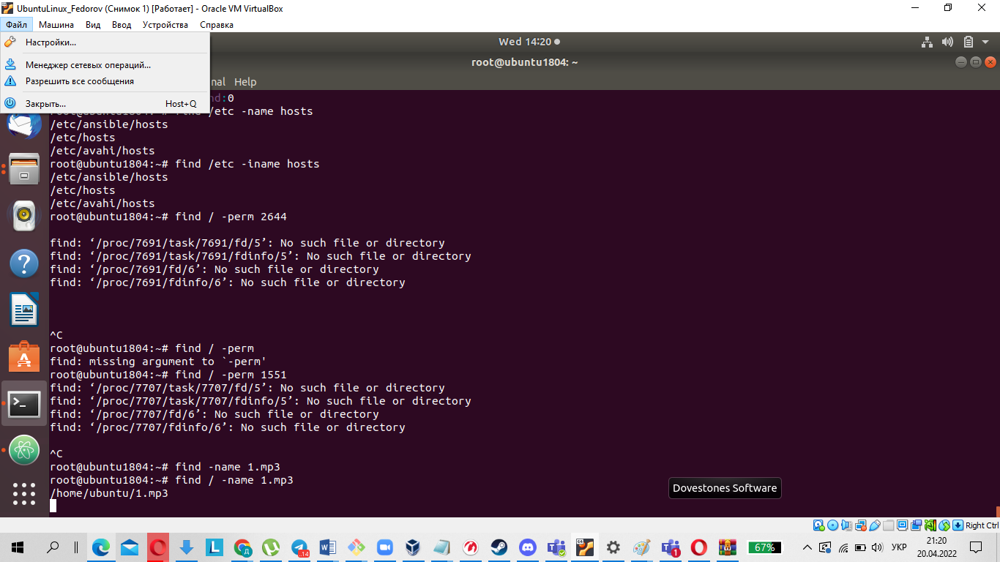 UbuntuLinux_Fedorov (Снимок 1) [Работает] - Oracle VM VirtualBox
Файл Машина Вид Ввод Устройства Справка
Настройки...
Менеджер сетевых операций...
Разрешить все сообщения
Закрыть... Host+Q
Wed 14:20
root@ubuntu1804: ~
nal Help
nd:0
/etc -name hosts
/etc/ansible/hosts
/etc/hosts
/etc/avahi/hosts
root@ubuntu1804:~# find /etc -iname hosts
/etc/ansible/hosts
/etc/hosts
/etc/avahi/hosts
root@ubuntu1804:~# find / -perm 2644
find: ‘/proc/7691/task/7691/fd/5’: No such file or directory
find: ‘/proc/7691/task/7691/fdinfo/5’: No such file or directory
find: ‘/proc/7691/fd/6’: No such file or directory
find: ‘/proc/7691/fdinfo/6’: No such file or directory
^C
root@ubuntu1804:~# find / -perm
find: missing argument to `-perm'
root@ubuntu1804:~# find / -perm 1551
find: ‘/proc/7707/task/7707/fd/5’: No such file or directory
find: ‘/proc/7707/task/7707/fdinfo/5’: No such file or directory
find: ‘/proc/7707/fd/6’: No such file or directory
find: ‘/proc/7707/fdinfo/6’: No such file or directory
^C
root@ubuntu1804:~# find -name 1.mp3
root@ubuntu1804:~# find / -name 1.mp3
/home/ubuntu/1.mp3
Dovestones Software
Right Ctrl
67%
УКР
21:20
20.04.2022